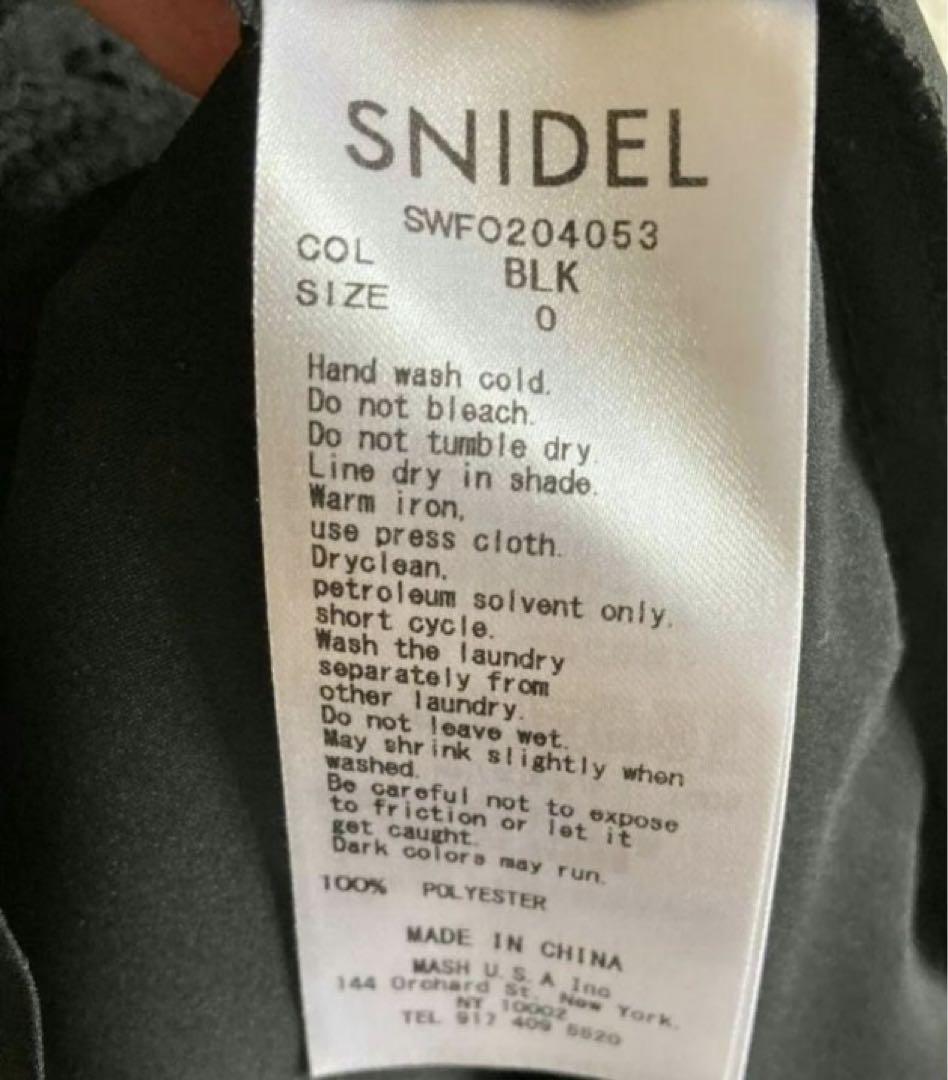 SNIDEL
SWFO204053
COL BLK
SIZE 0
Hand wash cold.
Do not bleach.
Do not tumble dry.
Line dry in shade.
Warm iron,
use press cloth.
Dryclean,
petroleum solvent only.
short cycle.
Wash the laundry
separately from
other laundry.
Do not leave wet.
May shrink slightly when
washed.
Be careful not to expose
to friction or let it
get caught.
Dark colors may run.
100% POLYESTER
MADE IN CHINA
MASH U.S.A Inc
144 Orchard St. New York.
NY 10002
TEL 917 409 5520